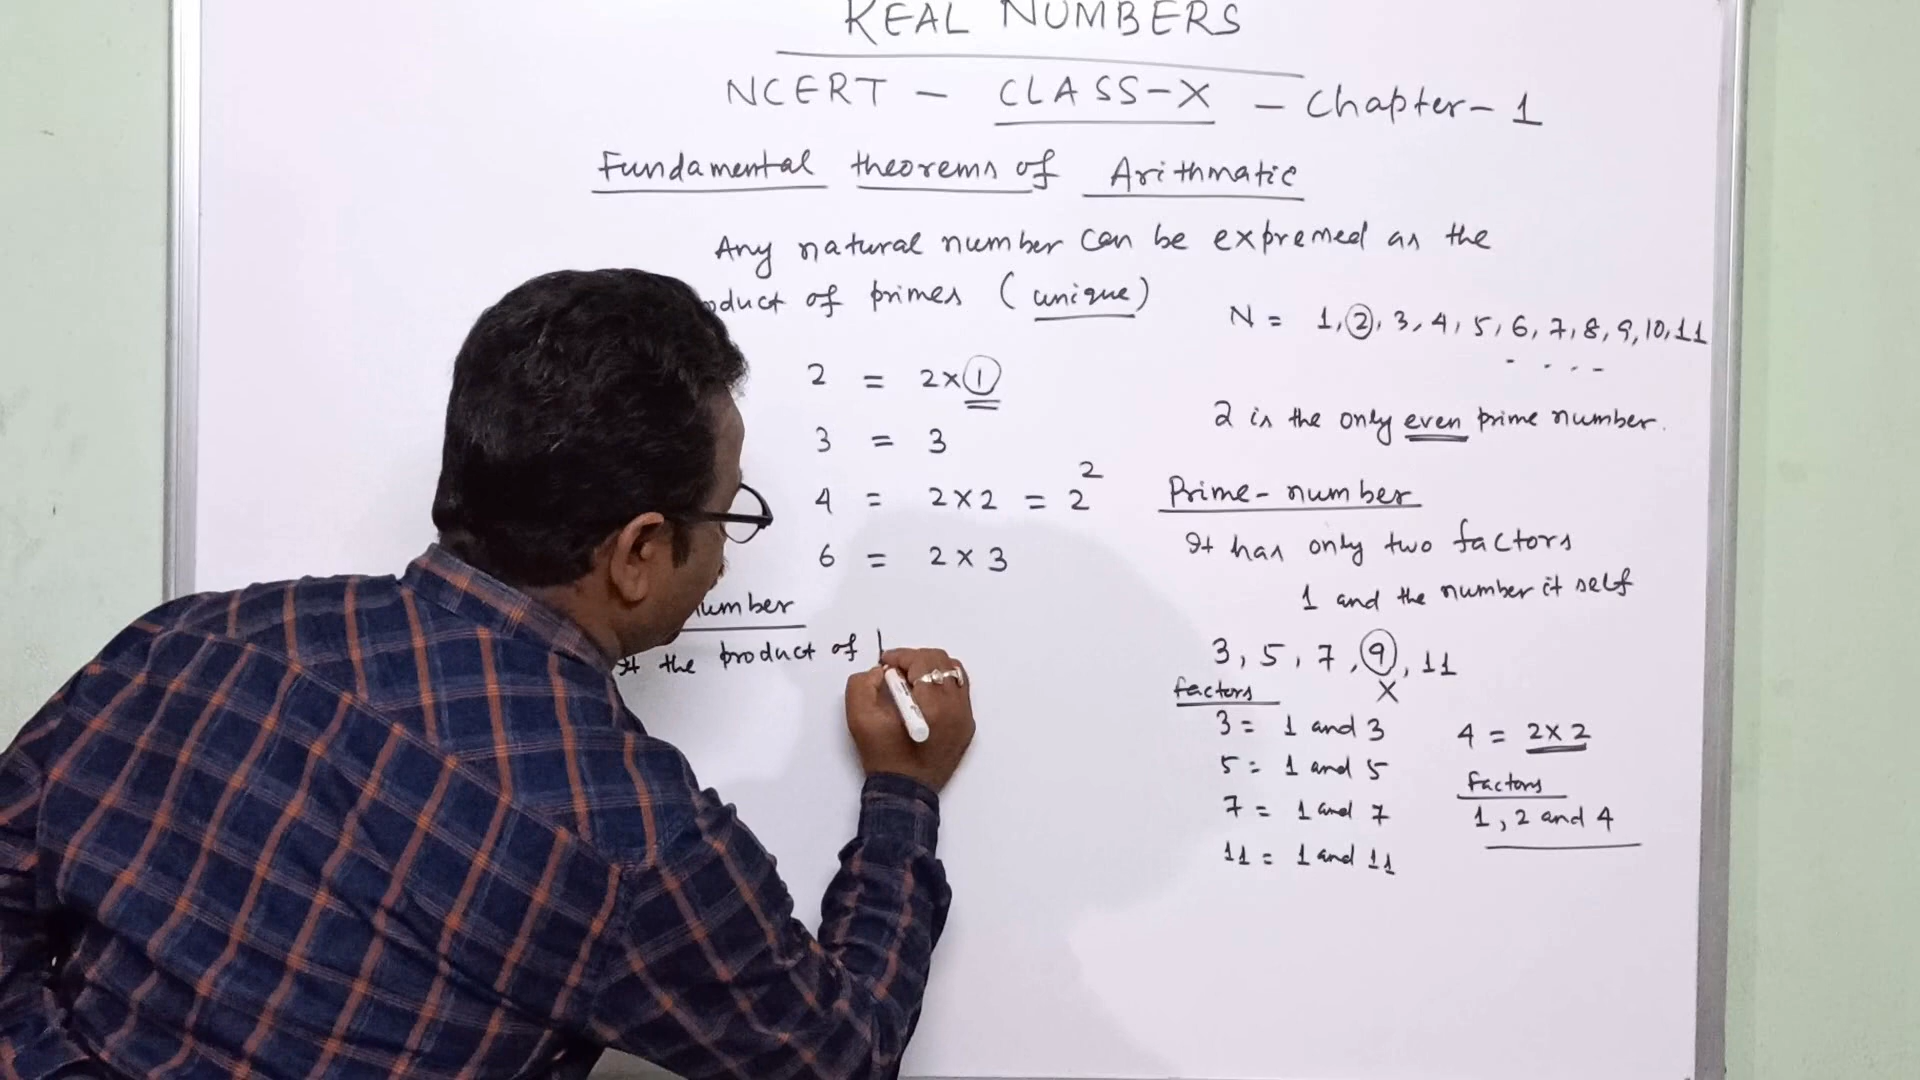 REAL NUMBERS
NCERT - CLASS-X - Chapter-1
Fundamental theorems of Arithmatic
Any natural number can be expressed as the
oduct of primes (unique)
N = 1, 2, 3, 4, 5, 6, 7, 8, 9, 10, 11
. . . .
2 = 2×1
3 = 3
4 = 2×2 = 2²
6 = 2×3
umber
It the product of
2 is the only even prime number.
Prime-number
It has only two factors
1 and the number it self
3, 5, 7, 9, 11
X
factors
3 = 1 and 3
5 = 1 and 5
7 = 1 and 7
11 = 1 and 11
4 = 2×2
Factors
1, 2 and 4